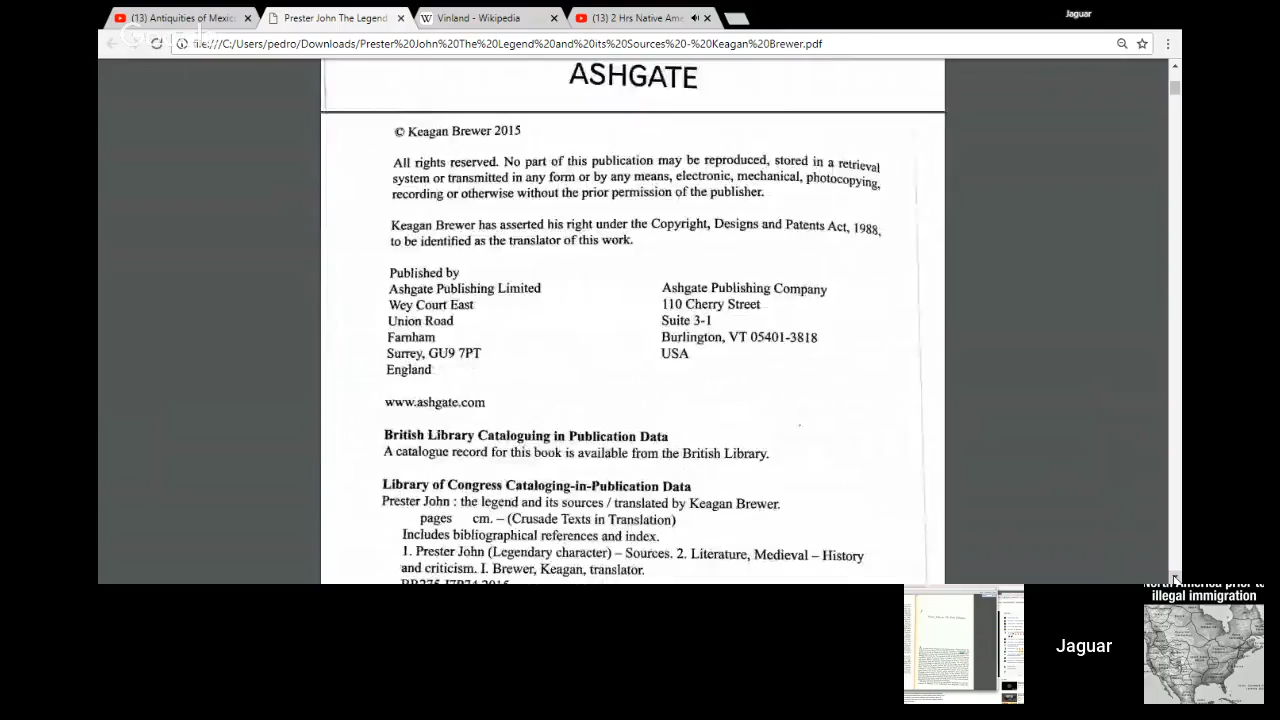 Jaguar
(13) Antiquities of Mexic
Prester John The Legend
Vinland - Wikipedia
(13) 2 Hrs Native Ame
file:///C:/Users/pedro/Downloads/Prester%20John%20The%20Legend%20and%20its%20Sources%20-%20Keagan%20Brewer.pdf
ASHGATE
© Keagan Brewer 2015
All rights reserved. No part of this publication may be reproduced, stored in a retrieval
system or transmitted in any form or by any means, electronic, mechanical, photocopying,
recording or otherwise without the prior permission of the publisher.
Keagan Brewer has asserted his right under the Copyright, Designs and Patents Act, 1988,
to be identified as the translator of this work.
Published by
Ashgate Publishing Limited
Wey Court East
Union Road
Farnham
Surrey, GU9 7PT
England
Ashgate Publishing Company
110 Cherry Street
Suite 3-1
Burlington, VT 05401-3818
USA
www.ashgate.com
British Library Cataloguing in Publication Data
A catalogue record for this book is available from the British Library.
Library of Congress Cataloging-in-Publication Data
Prester John : the legend and its sources / translated by Keagan Brewer.
pages cm. – (Crusade Texts in Translation)
Includes bibliographical references and index.
1. Prester John (Legendary character) – Sources. 2. Literature, Medieval – History
and criticism. I. Brewer, Keagan, translator.
North America prior to
illegal immigration
Jaguar